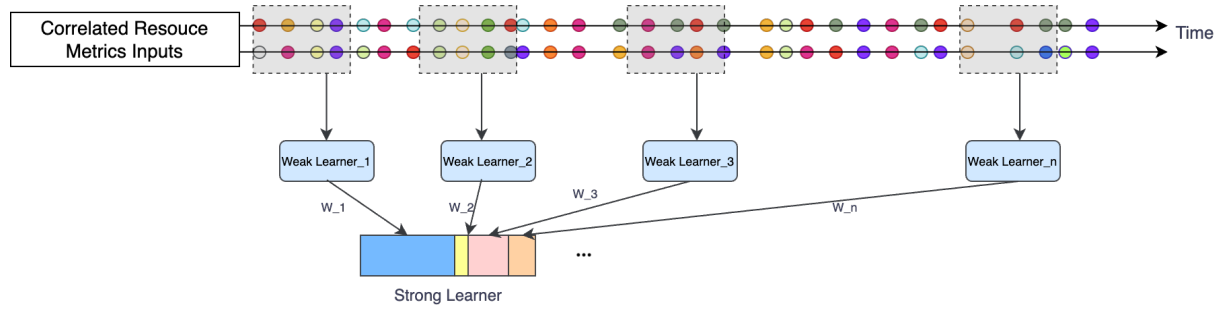 Correlated Resouce
Metrics Inputs
Time
Weak Learner_1
Weak Learner_2
Weak Learner_3
Weak Learner_n
W_1
W_2
W_3
W_n
...
Strong Learner